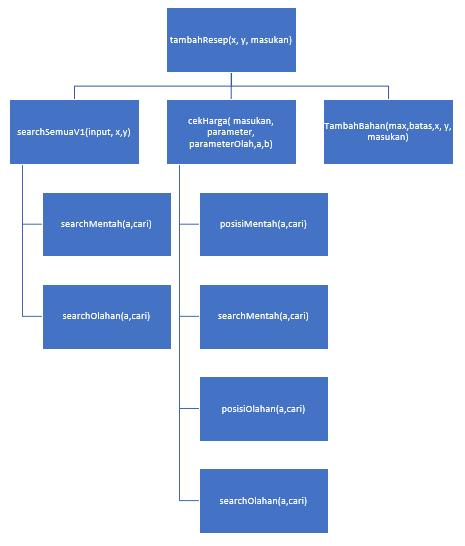 tambahResep(x, y, masukan)
searchSemuaV1(input, x,y)
cekHarga( masukan,
parameter,
parameterOlah,a,b)
TambahBahan(max,batas,x, y,
masukan)
searchMentah(a,cari)
searchOlahan(a,cari)
posisiMentah(a,cari)
searchMentah(a,cari)
posisiOlahan(a,cari)
searchOlahan(a,cari)